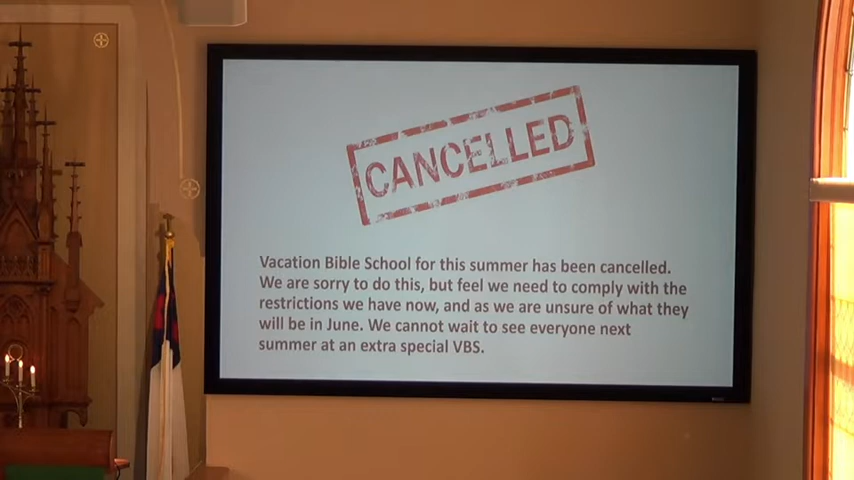 CANCELLED
Vacation Bible School for this summer has been cancelled.
We are sorry to do this, but feel we need to comply with the
restrictions we have now, and as we are unsure of what they
will be in June. We cannot wait to see everyone next
summer at an extra special VBS.